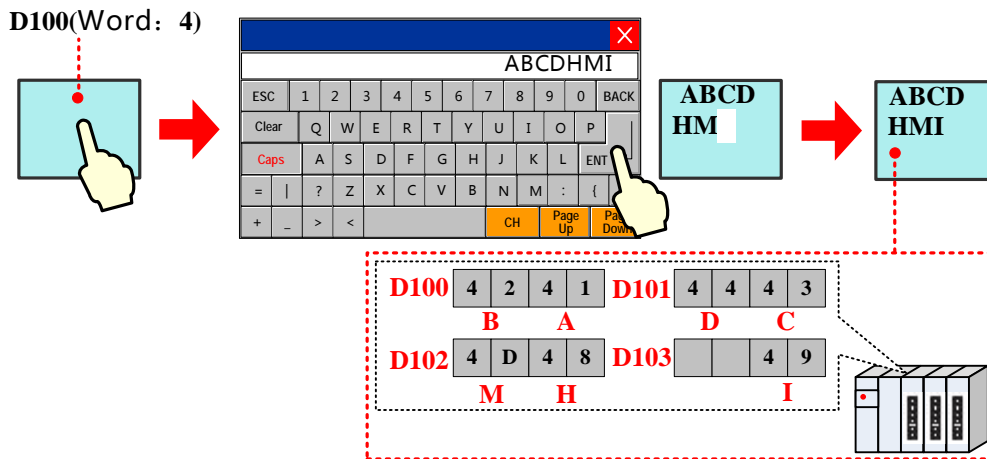 D100(Word：4)
ABCDHMI
ESC 1 2 3 4 5 6 7 8 9 0 BACK
Clear Q W E R T Y U I O P
Caps A S D F G H J K L ENT
= | ? Z X C V B N M : {
+ _ > < CH Page Up Page Down
ABCD
HM
ABCD
HMI
D100 4 2 4 1 D101 4 4 4 3
B A D C
D102 4 D 4 8 D103 4 9
M H I